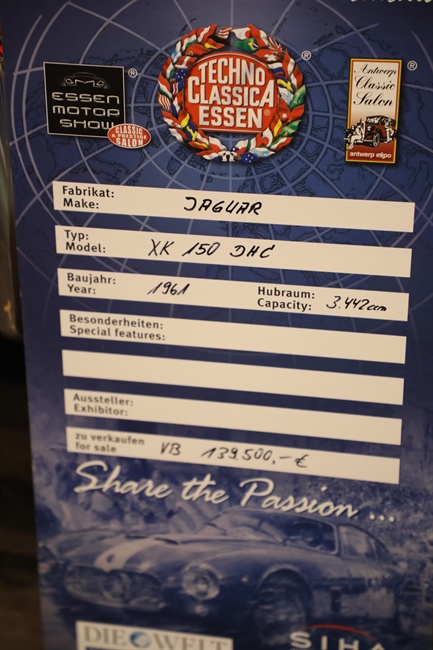 ESSEN
MOTOR
SHOW
CLASSIC
& PRESTIGE
SALON
TECHNO
CLASSICA
ESSEN ®
®
Antwerp
Classic
Salon
antwerp expo
®
Fabrikat:
Make: JAGUAR
Typ:
Model: XK 150 DHC
Baujahr:
Year: 1961
Hubraum:
Capacity: 3.442ccm
Besonderheiten:
Special features:
Aussteller:
Exhibitor:
zu verkaufen
for sale VB 139.500,-€
Share the Passion ...
DIE WELT
SIHA